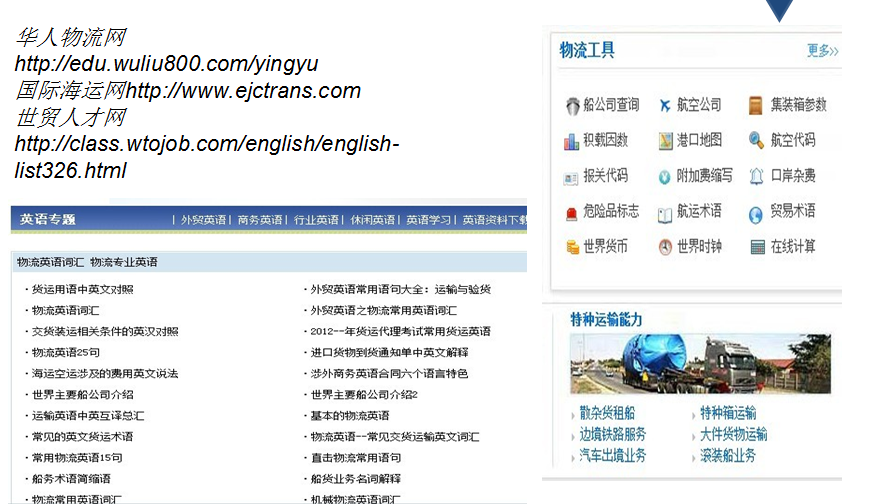 华人物流网
http://edu.wuliu800.com/yingyu
国际海运网http://www.ejctrans.com
世贸人才网
http://class.wtojob.com/english/english-
list326.html
英语专题 | 外贸英语| 商务英语| 行业英语| 休闲英语| 英语学习| 英语资料下载
物流英语词汇 物流专业英语
·货运用语中英文对照
·物流英语词汇
·交货装运相关条件的英汉对照
·物流英语25句
·海运空运涉及的费用英文说法
·世界主要船公司介绍
·运输英语中英互译总汇
·常见的英文货运术语
·常用物流英语15句
·船务术语简缩语
·物流常用英语词汇
·外贸英语常用语句大全：运输与验货
·外贸英语之物流常用英语词汇
·2012--年货运代理考试常用货运英语
·进口货物到货通知单中英文解释
·涉外商务英语合同六个语言特色
·世界主要船公司介绍2
·基本的物流英语
·物流英语--常见交货运输英文词汇
·直击物流常用语句
·船货业务名词解释
·机械物流英语词汇
物流工具 更多>>
船公司查询 航空公司 集装箱参数
积载因数 港口地图 航空代码
报关代码 附加费缩写 口岸杂费
危险品标志 航运术语 贸易术语
世界货币 世界时钟 在线计算
特种运输能力
散杂货租船 特种箱运输
边境铁路服务 大件货物运输
汽车出境业务 滚装船业务